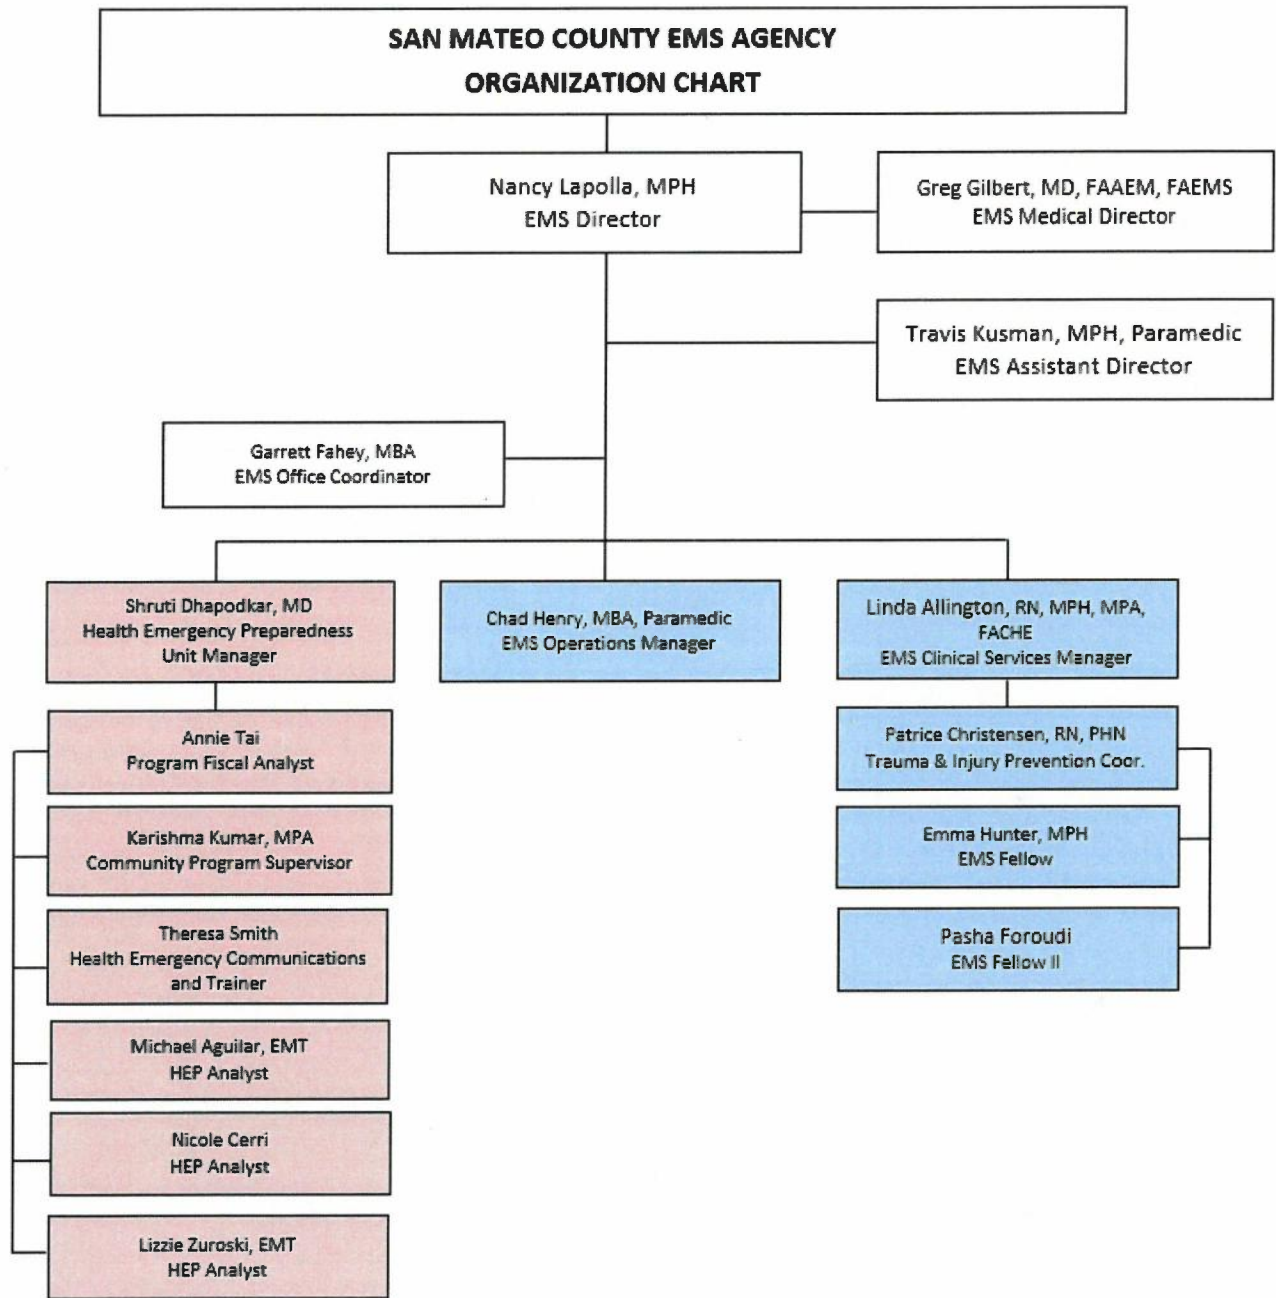 SAN MATEO COUNTY EMS AGENCY
ORGANIZATION CHART
Nancy Lapolla, MPH
EMS Director
Greg Gilbert, MD, FAAEM, FAEMS
EMS Medical Director
Travis Kusman, MPH, Paramedic
EMS Assistant Director
Garrett Fahey, MBA
EMS Office Coordinator
Shruti Dhapodkar, MD
Health Emergency Preparedness
Unit Manager
Chad Henry, MBA, Paramedic
EMS Operations Manager
Linda Allington, RN, MPH, MPA,
FACHE
EMS Clinical Services Manager
Annie Tai
Program Fiscal Analyst
Karishma Kumar, MPA
Community Program Supervisor
Theresa Smith
Health Emergency Communications
and Trainer
Michael Aguilar, EMT
HEP Analyst
Nicole Cerri
HEP Analyst
Lizzie Zuroski, EMT
HEP Analyst
Patrice Christensen, RN, PHN
Trauma & Injury Prevention Coor.
Emma Hunter, MPH
EMS Fellow
Pasha Foroudi
EMS Fellow II